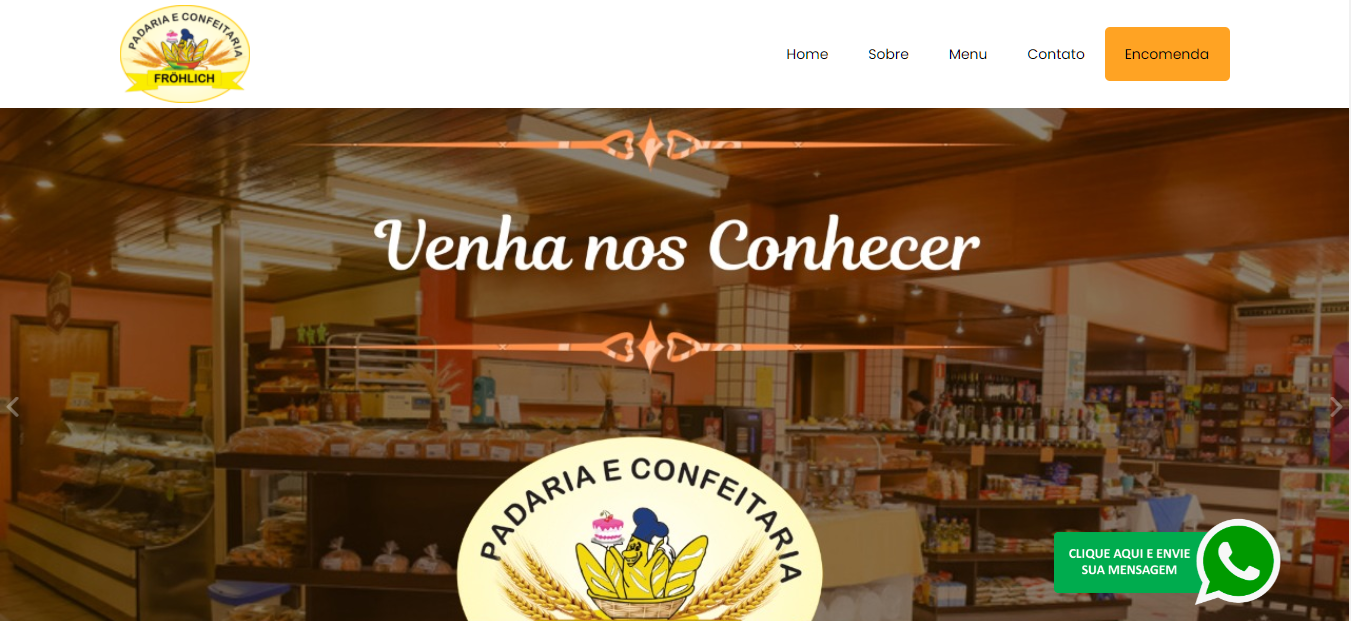 PADARIA E CONFEITARIA
FRÖHLICH
Home
Sobre
Menu
Contato
Encomenda
Venha nos Conhecer
PADARIA E CONFEITARIA
CLIQUE AQUI E ENVIE
SUA MENSAGEM